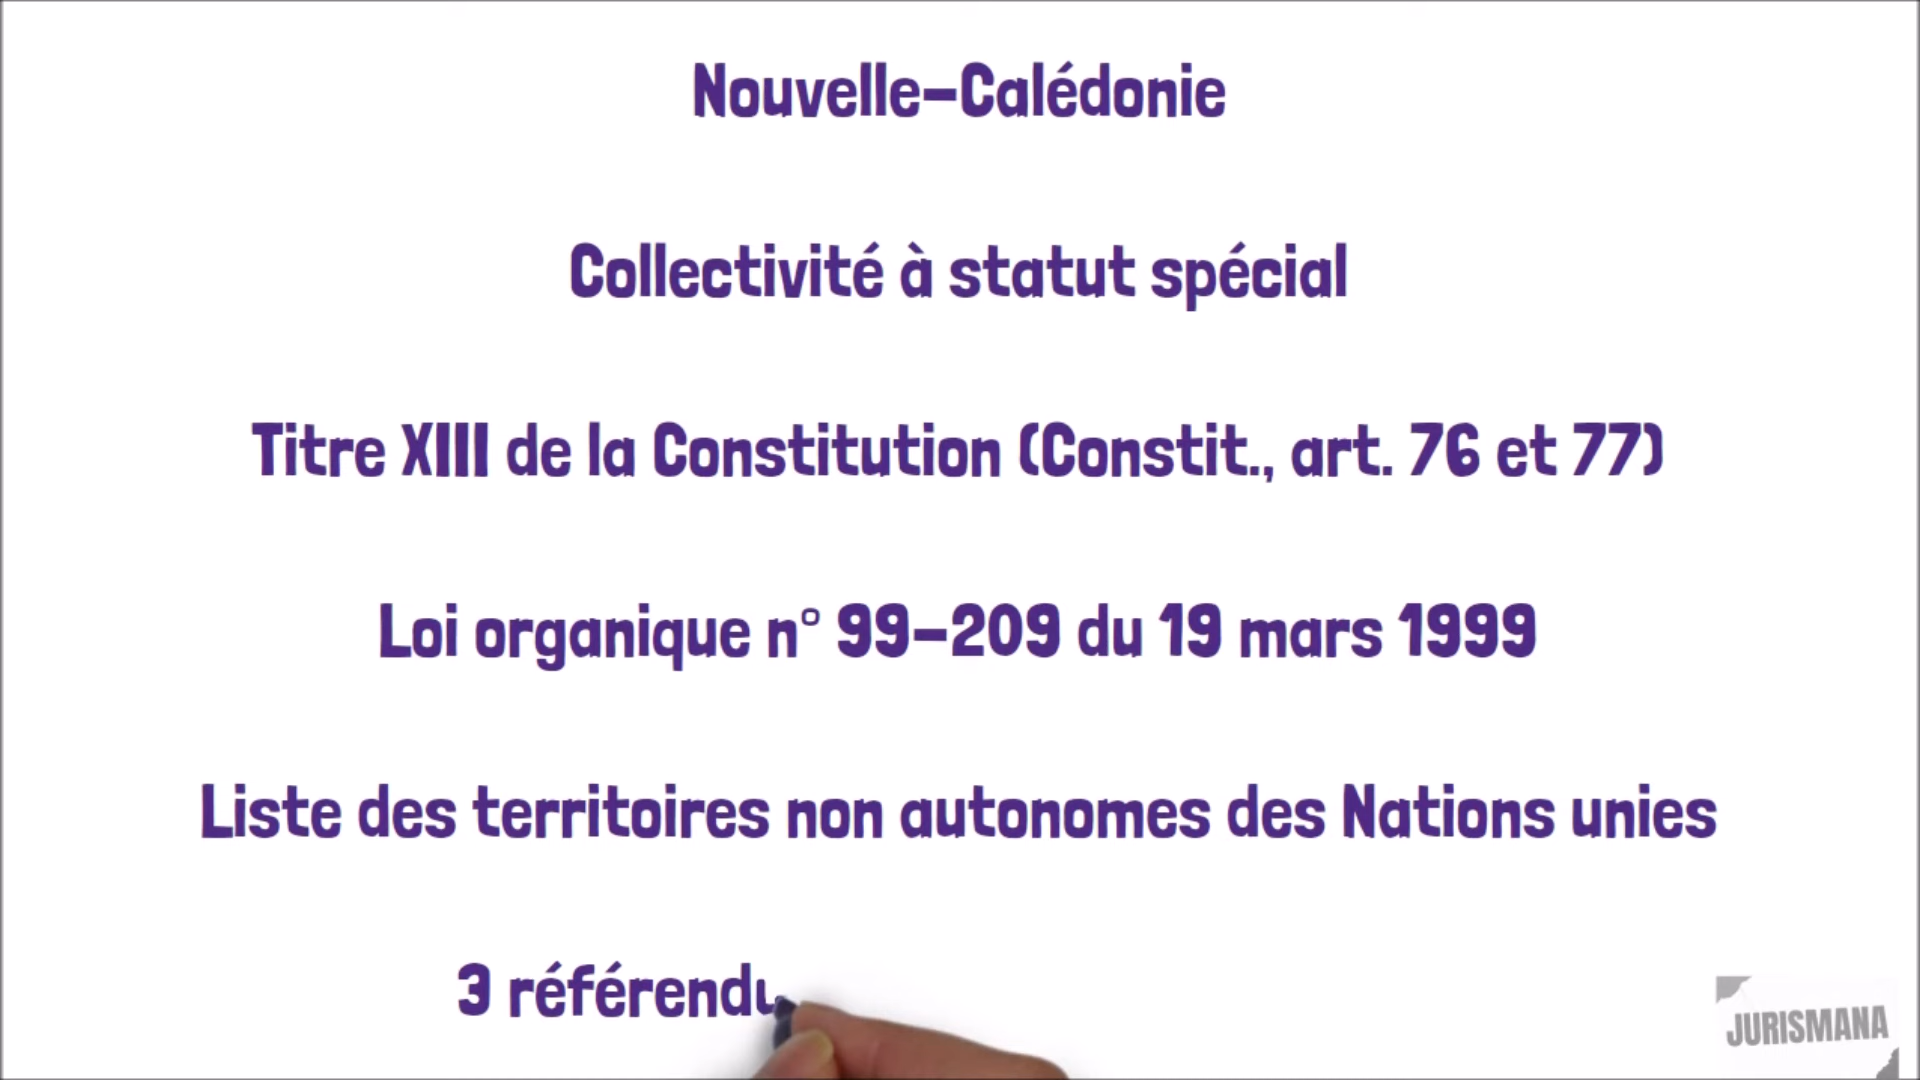 Nouvelle-Calédonie
Collectivité à statut spécial
Titre XIII de la Constitution (Constit., art. 76 et 77)
Loi organique n° 99-209 du 19 mars 1999
Liste des territoires non autonomes des Nations unies
3 référendu
JURISMANA